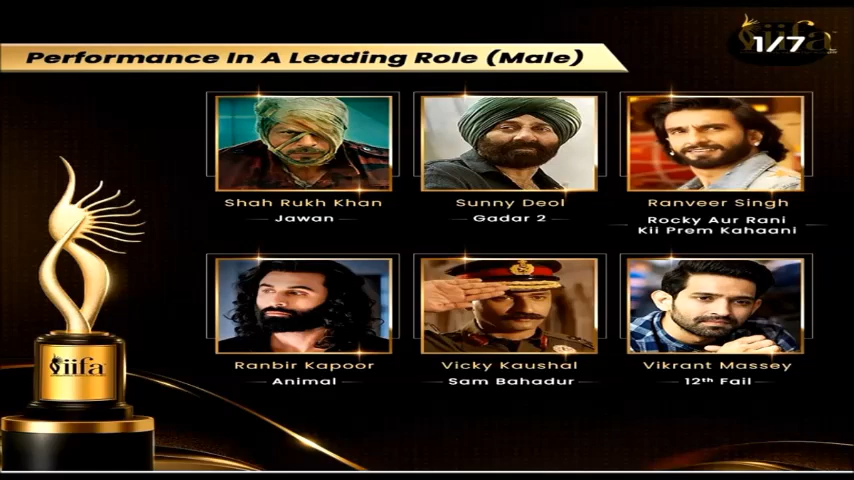 iifa
1/7
Performance In A Leading Role (Male)
Shah Rukh Khan
Jawan
Sunny Deol
Gadar 2
Ranveer Singh
Rocky Aur Rani
Kii Prem Kahaani
Ranbir Kapoor
Animal
Vicky Kaushal
Sam Bahadur
Vikrant Massey
12th Fail
iifa